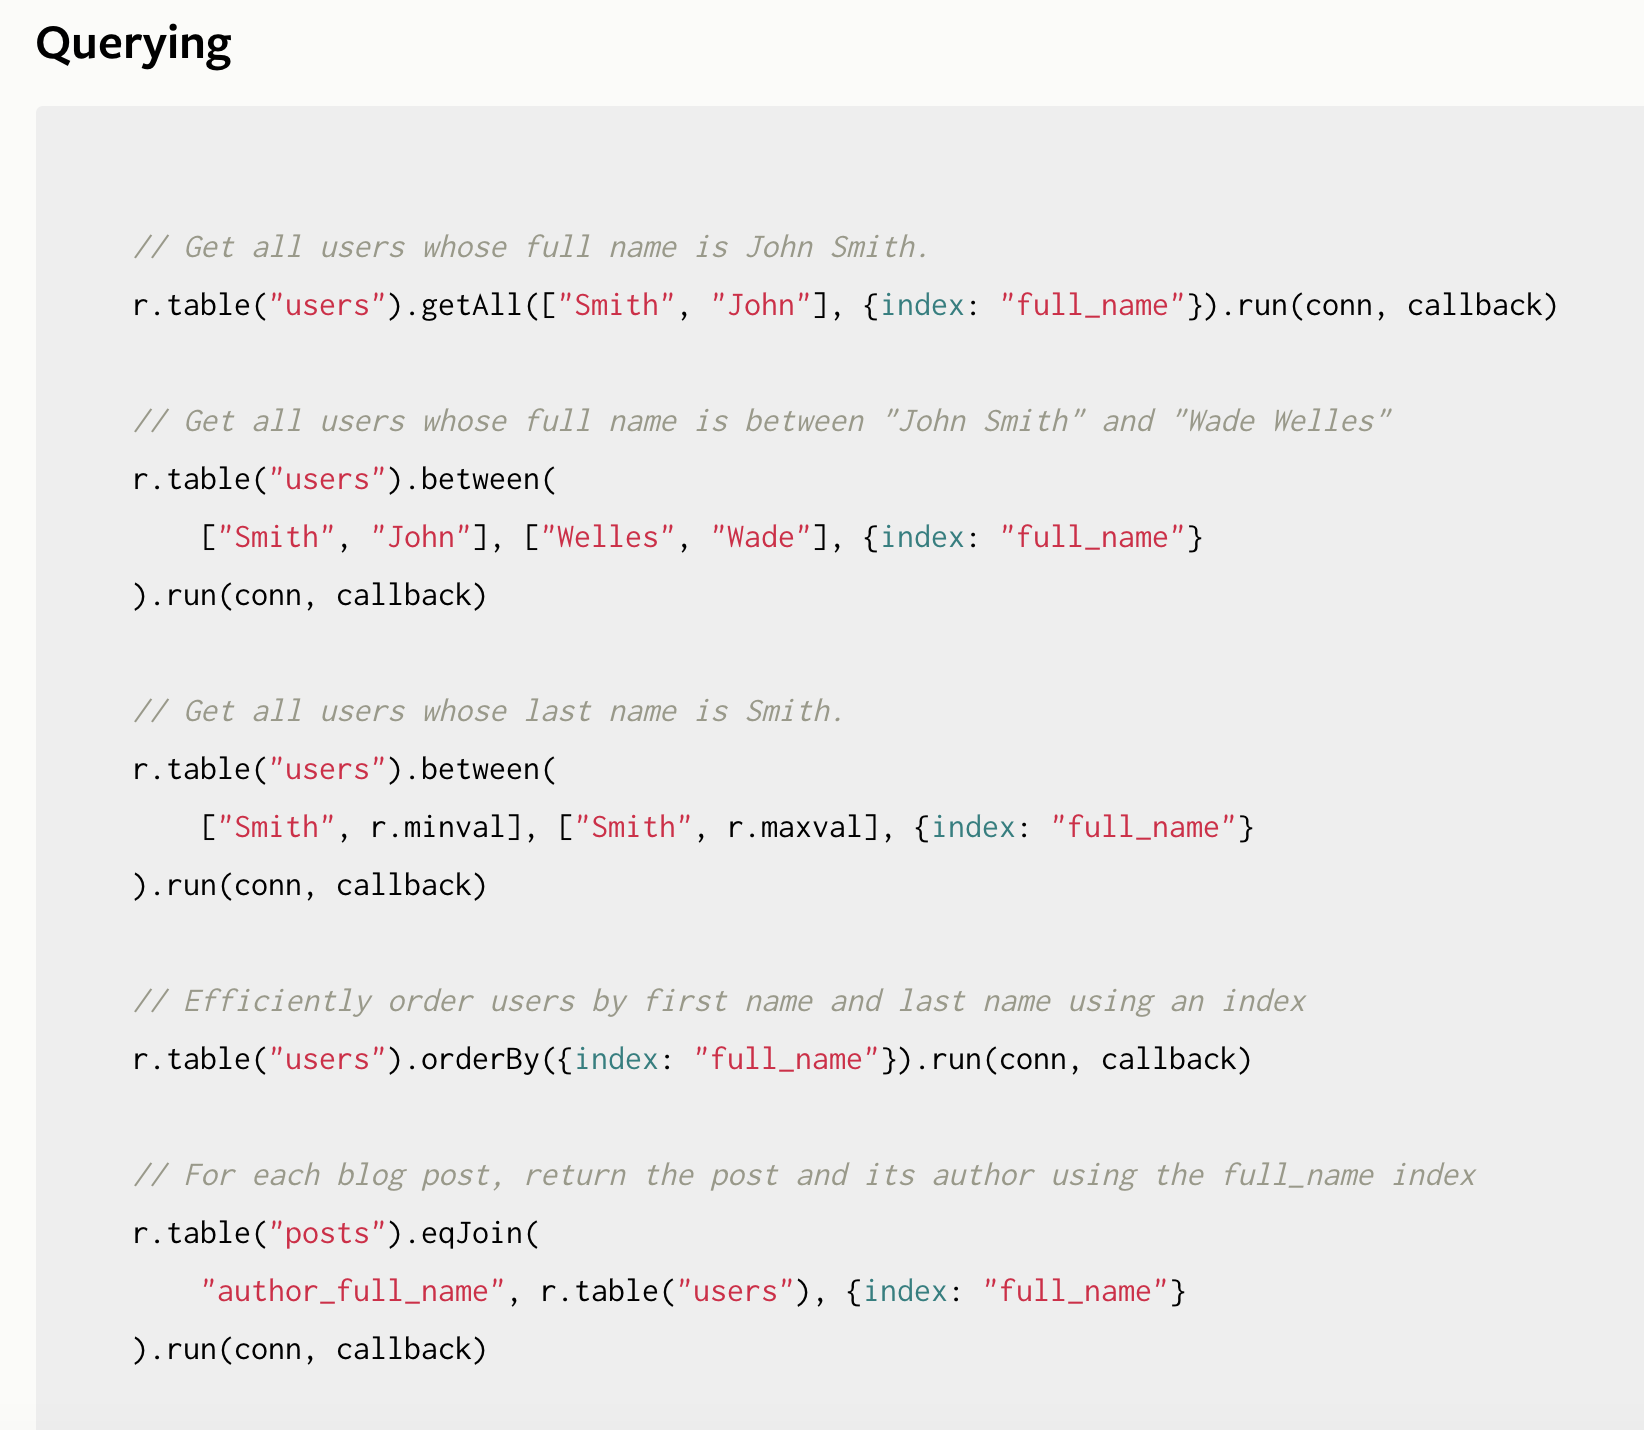 Querying
// Get all users whose full name is John Smith.
r.table("users").getAll(["Smith", "John"], {index: "full_name"}).run(conn, callback)
// Get all users whose full name is between "John Smith" and "Wade Welles"
r.table("users").between(
    ["Smith", "John"], ["Welles", "Wade"], {index: "full_name"}
).run(conn, callback)
// Get all users whose last name is Smith.
r.table("users").between(
    ["Smith", r.minval], ["Smith", r.maxval], {index: "full_name"}
).run(conn, callback)
// Efficiently order users by first name and last name using an index
r.table("users").orderBy({index: "full_name"}).run(conn, callback)
// For each blog post, return the post and its author using the full_name index
r.table("posts").eqJoin(
    "author_full_name", r.table("users"), {index: "full_name"}
).run(conn, callback)